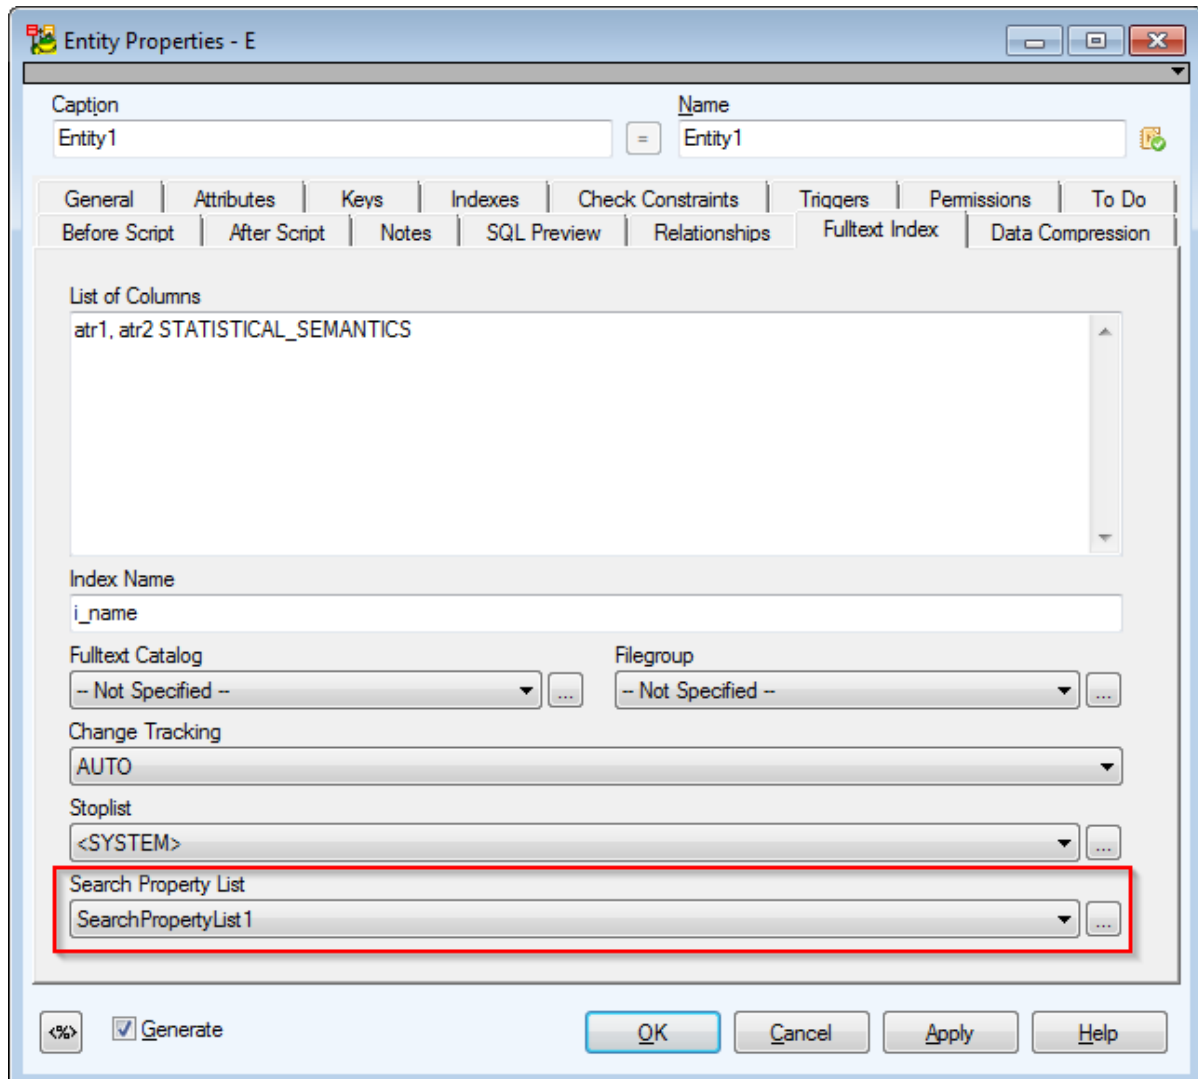 Entity Properties - E
Caption Name
Entity1 = Entity1
General Attributes Keys Indexes Check Constraints Triggers Permissions To Do
Before Script After Script Notes SQL Preview Relationships Fulltext Index Data Compression
List of Columns
atr1, atr2 STATISTICAL_SEMANTICS
Index Name
i_name
Fulltext Catalog Filegroup
-- Not Specified -- ... -- Not Specified -- ...
Change Tracking
AUTO
Stoplist
<SYSTEM> ...
Search Property List
SearchPropertyList1 ...
<%> Generate OK Cancel Apply Help